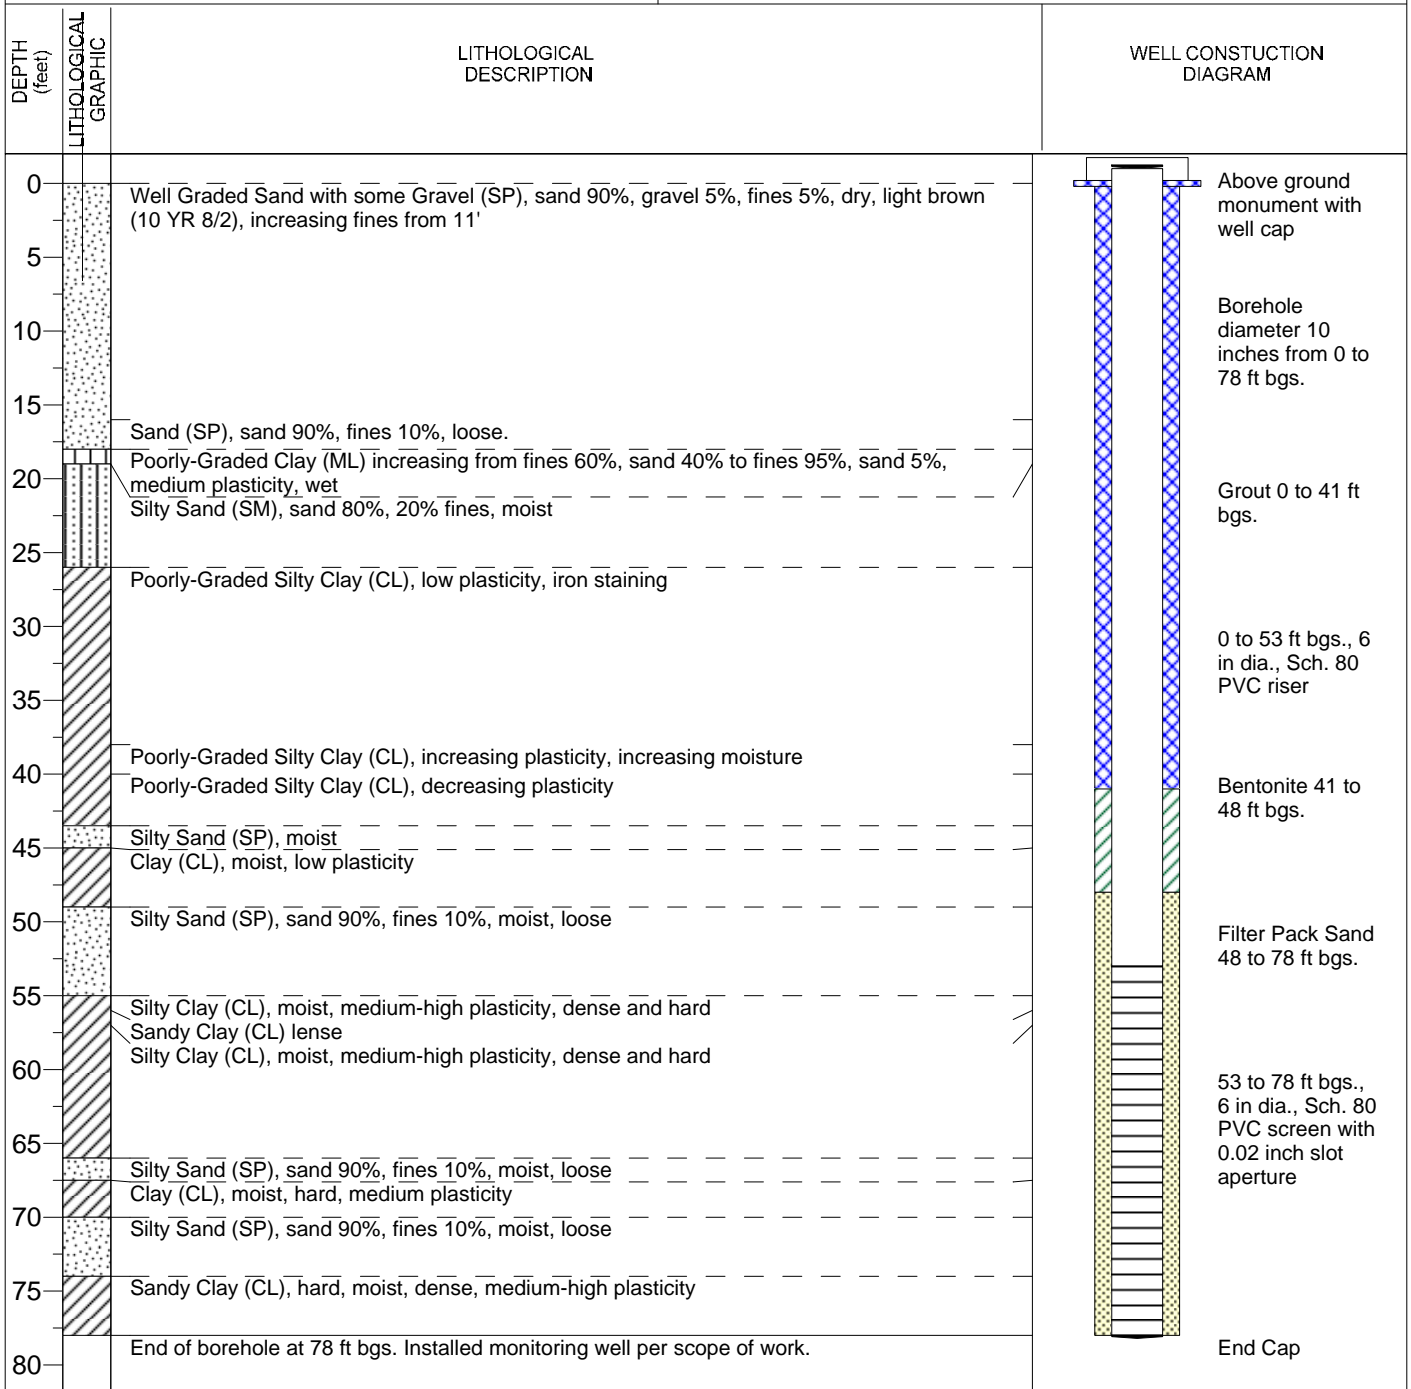 DEPTH
(feet)
LITHOLOGICAL
GRAPHIC
LITHOLOGICAL
DESCRIPTION
WELL CONSTUCTION
DIAGRAM
0
5
10
15
20
25
30
35
40
45
50
55
60
65
70
75
80
Well Graded Sand with some Gravel (SP), sand 90%, gravel 5%, fines 5%, dry, light brown
(10 YR 8/2), increasing fines from 11'
Sand (SP), sand 90%, fines 10%, loose.
Poorly-Graded Clay (ML) increasing from fines 60%, sand 40% to fines 95%, sand 5%,
medium plasticity, wet
Silty Sand (SM), sand 80%, 20% fines, moist
Poorly-Graded Silty Clay (CL), low plasticity, iron staining
Poorly-Graded Silty Clay (CL), increasing plasticity, increasing moisture
Poorly-Graded Silty Clay (CL), decreasing plasticity
Silty Sand (SP), moist
Clay (CL), moist, low plasticity
Silty Sand (SP), sand 90%, fines 10%, moist, loose
Silty Clay (CL), moist, medium-high plasticity, dense and hard
Sandy Clay (CL) lense
Silty Clay (CL), moist, medium-high plasticity, dense and hard
Silty Sand (SP), sand 90%, fines 10%, moist, loose
Clay (CL), moist, hard, medium plasticity
Silty Sand (SP), sand 90%, fines 10%, moist, loose
Sandy Clay (CL), hard, moist, dense, medium-high plasticity
End of borehole at 78 ft bgs. Installed monitoring well per scope of work.
Above ground
monument with
well cap
Borehole
diameter 10
inches from 0 to
78 ft bgs.
Grout 0 to 41 ft
bgs.
0 to 53 ft bgs., 6
in dia., Sch. 80
PVC riser
Bentonite 41 to
48 ft bgs.
Filter Pack Sand
48 to 78 ft bgs.
53 to 78 ft bgs.,
6 in dia., Sch. 80
PVC screen with
0.02 inch slot
aperture
End Cap